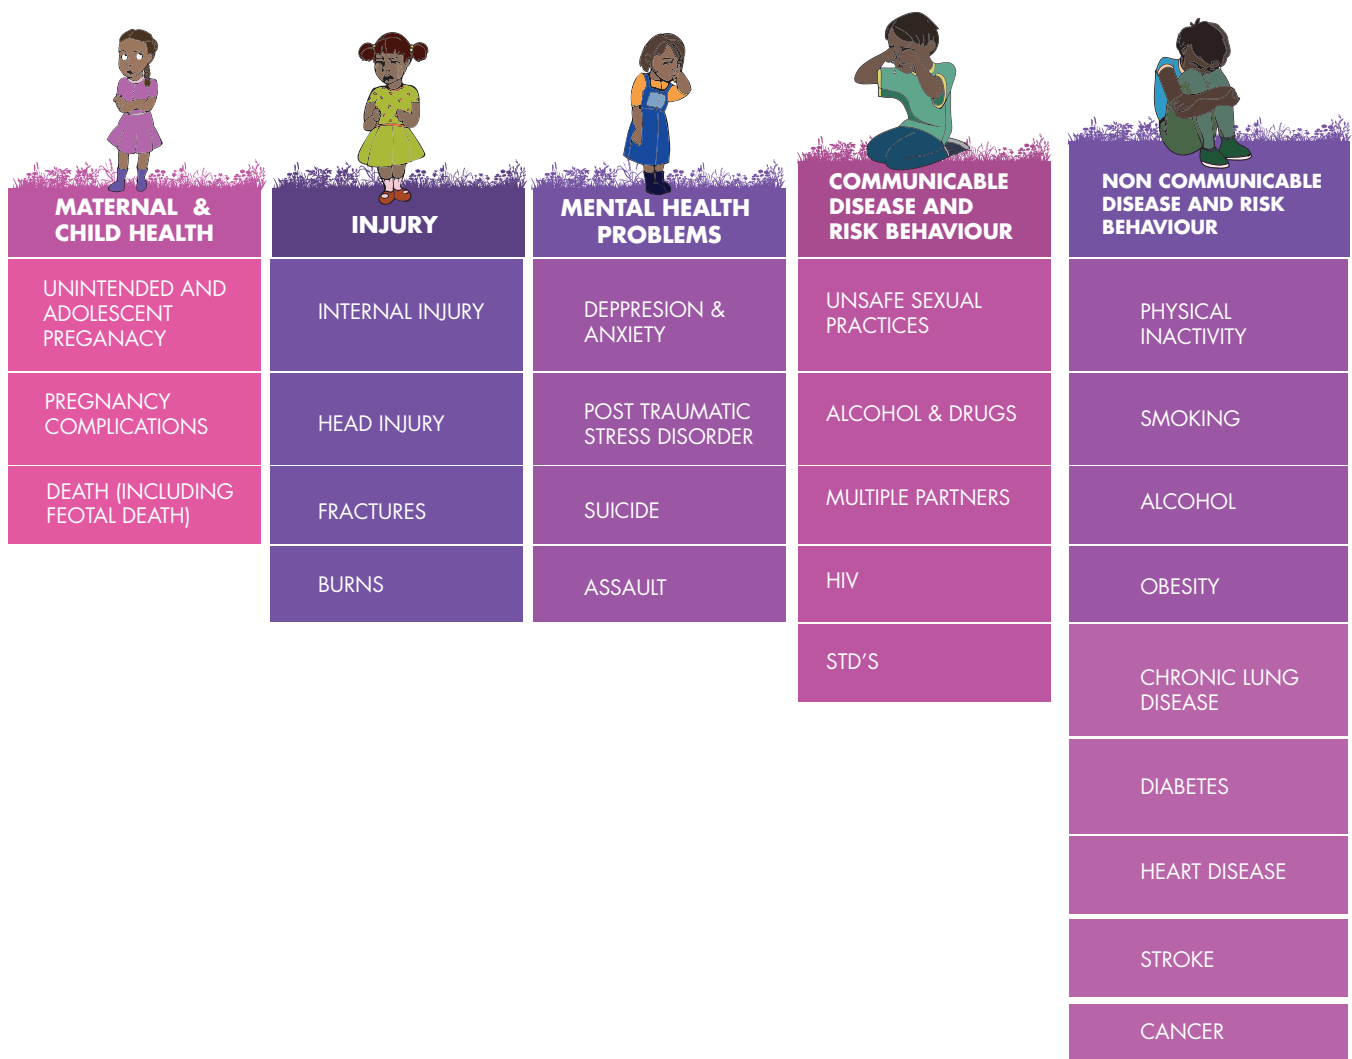 MATERNAL & 
CHILD HEALTH
UNINTENDED AND
ADOLESCENT
PREGANACY
PREGNANCY
COMPLICATIONS
DEATH (INCLUDING
FEOTAL DEATH)
INJURY
INTERNAL INJURY
HEAD INJURY
FRACTURES
BURNS
MENTAL HEALTH
PROBLEMS
DEPPRESION &
ANXIETY
POST TRAUMATIC
STRESS DISORDER
SUICIDE
ASSAULT
COMMUNICABLE
DISEASE AND
RISK BEHAVIOUR
UNSAFE SEXUAL
PRACTICES
ALCOHOL & DRUGS
MULTIPLE PARTNERS
HIV
STD'S
NON COMMUNICABLE
DISEASE AND RISK
BEHAVIOUR
PHYSICAL
INACTIVITY
SMOKING
ALCOHOL
OBESITY
CHRONIC LUNG
DISEASE
DIABETES
HEART DISEASE
STROKE
CANCER